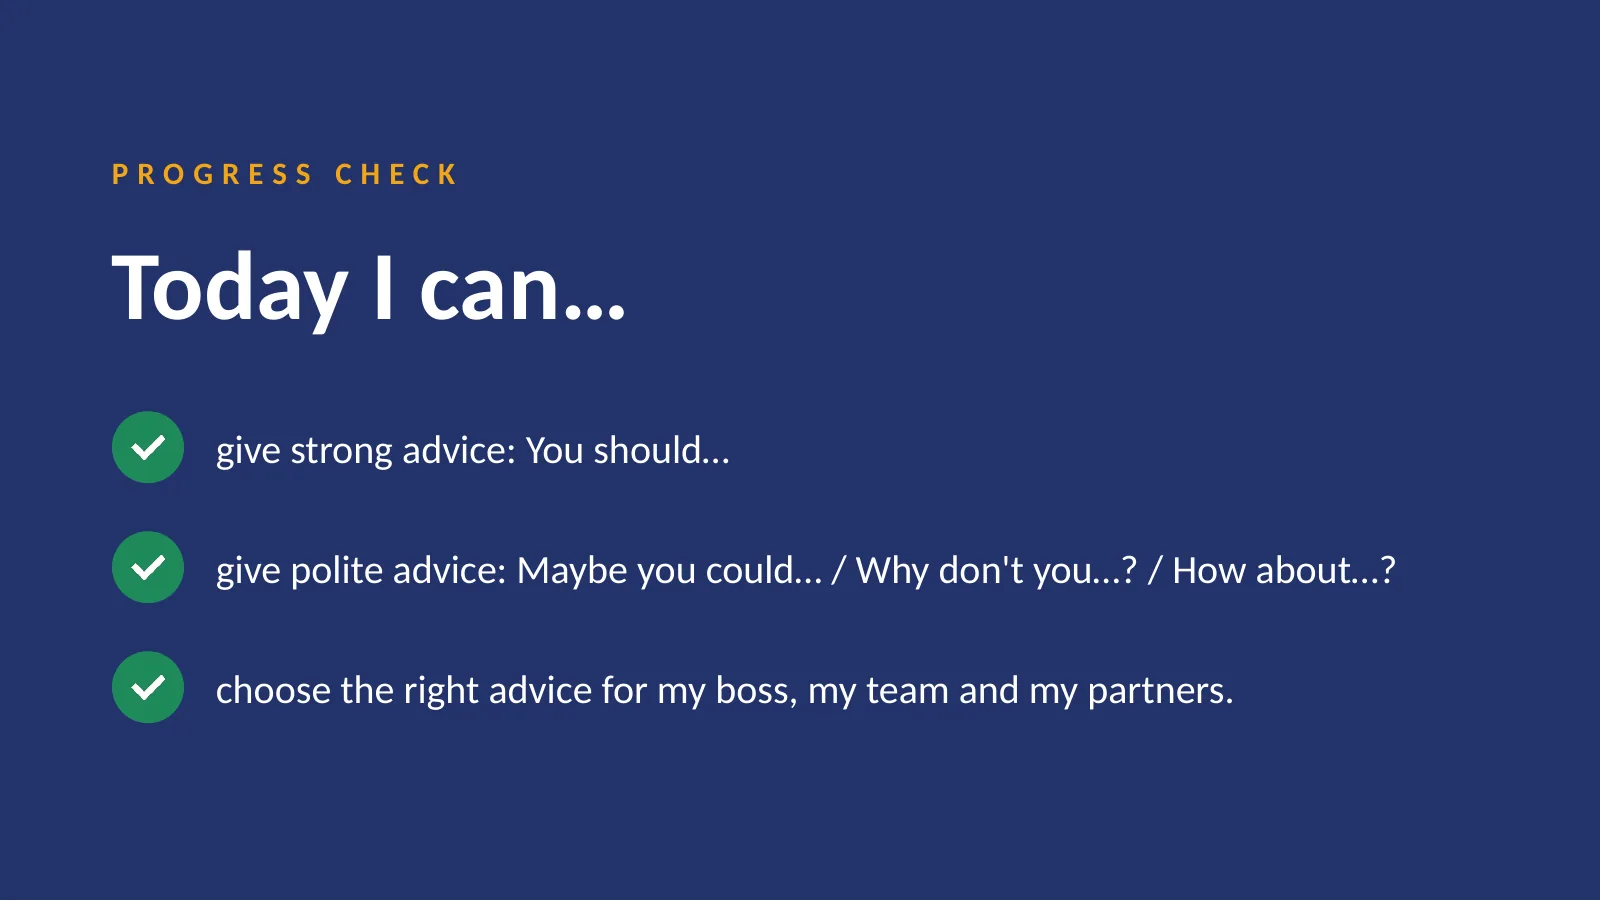 PROGRESS CHECK
Today I can...
give strong advice: You should...
give polite advice: Maybe you could... / Why don't you...? / How about...?
choose the right advice for my boss, my team and my partners.